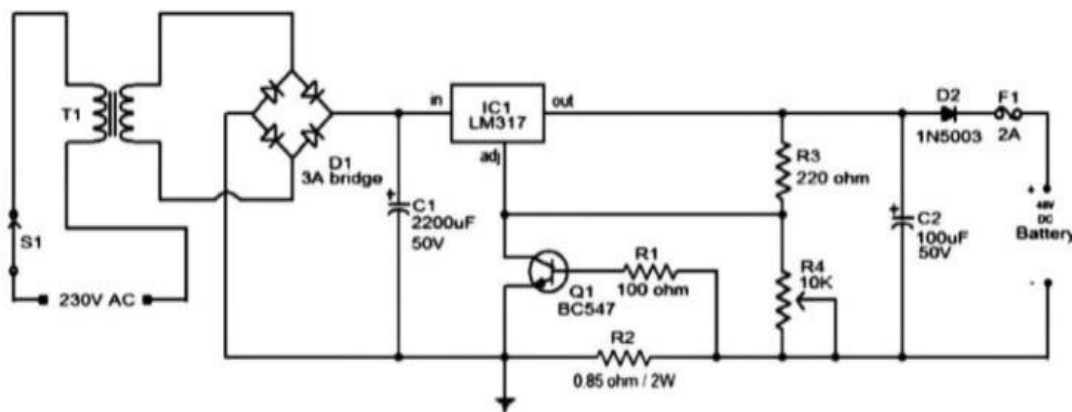 T1
S1
230V AC
D1
3A bridge
in
IC1
LM317
out
adj
+
C1
2200uF
50V
Q1
BC547
R1
100 ohm
R2
0.85 ohm / 2W
R3
220 ohm
R4
10K
+
C2
100uF
50V
D2
1N5003
F1
2A
+
48V
DC
Battery
-